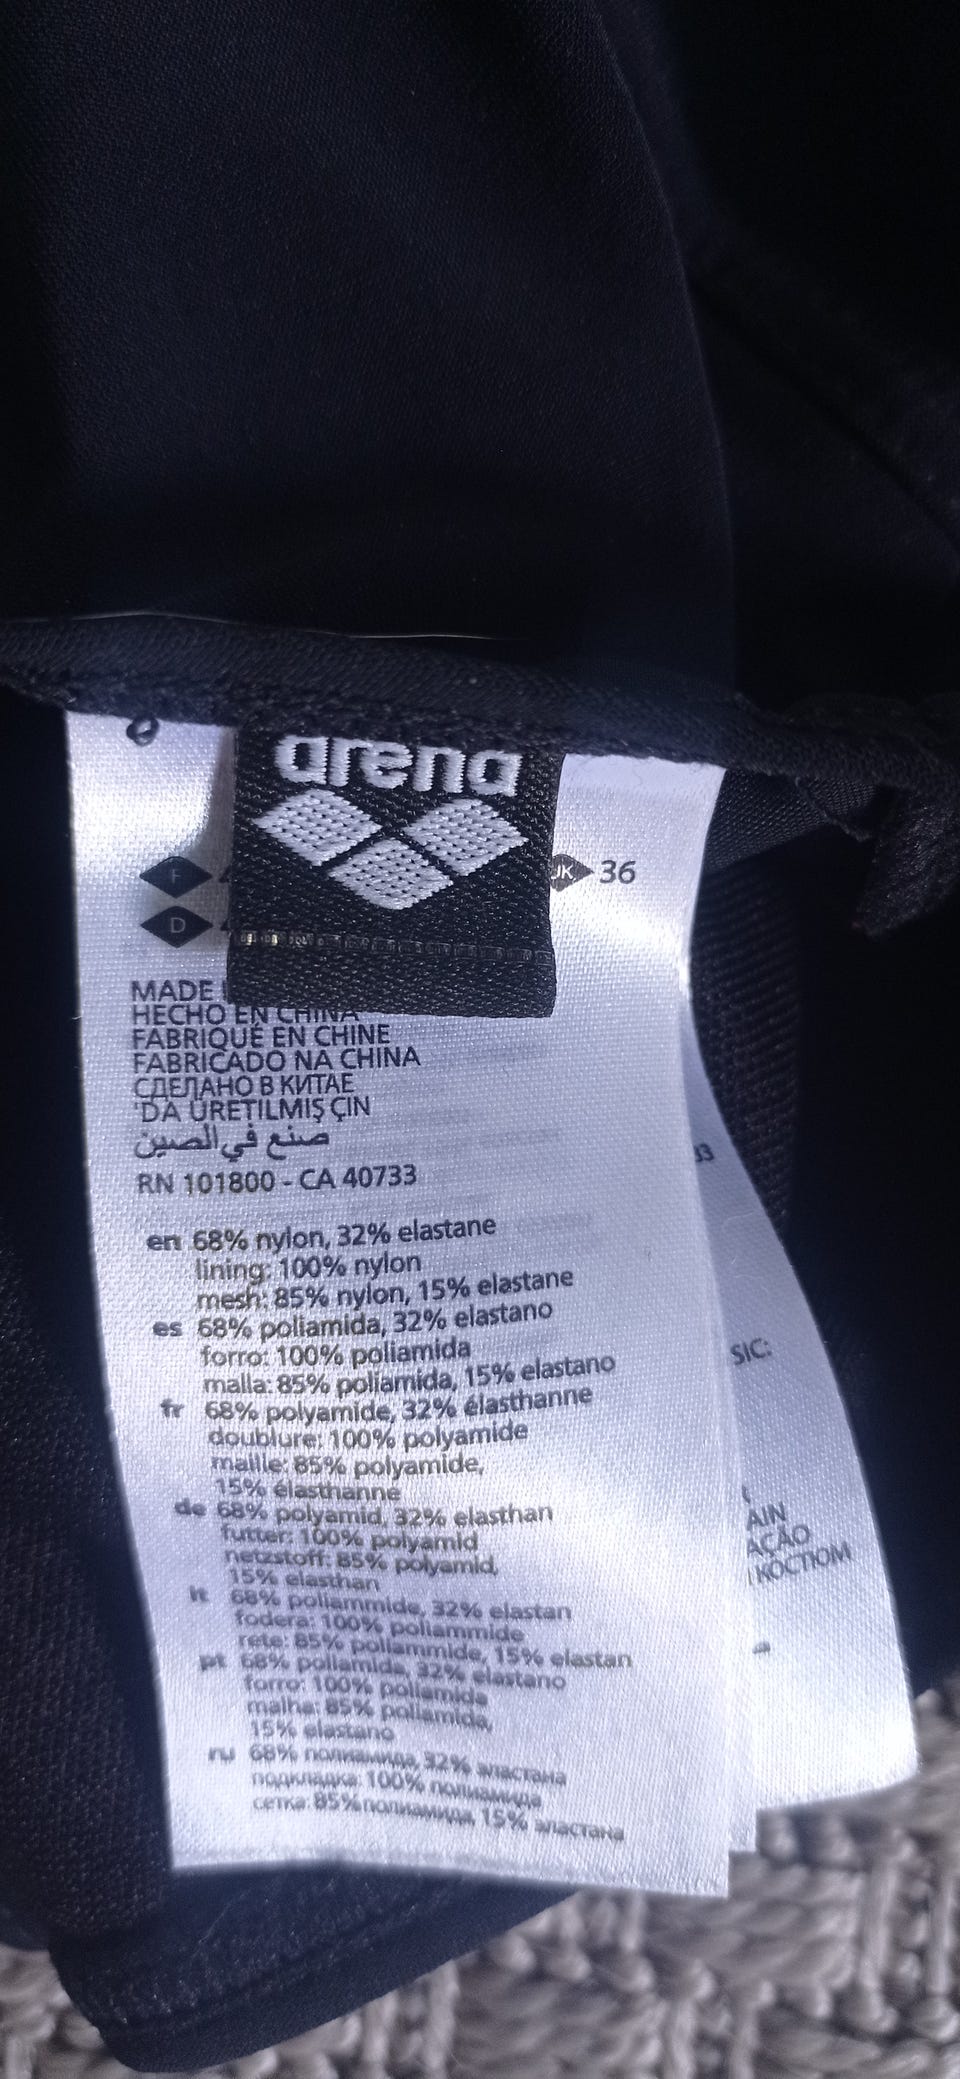 arena
F
UK 36
D
MADE
HECHO EN CHINA
FABRIQUÉ EN CHINE
FABRICADO NA CHINA
СДЕЛАНО В КИТАЕ
'DA ÜRETILMIŞ ÇIN
صنع في الصين
RN 101800 - CA 40733
en 68% nylon, 32% elastane
lining: 100% nylon
mesh: 85% nylon, 15% elastane
es 68% poliamida, 32% elastano
forro: 100% poliamida
malla: 85% poliamida, 15% elastano
fr 68% polyamide, 32% élasthanne
doublure: 100% polyamide
maille: 85% polyamide,
15% élasthanne
de 68% polyamid, 32% elasthan
futter: 100% polyamid
netzstoff: 85% polyamid,
15% elasthan
it 68% poliammide, 32% elastan
fodera: 100% poliammide
rete: 85% poliammide, 15% elastan
pt 68% poliamida, 32% elastano
forro: 100% poliamida
malha: 85% poliamida,
15% elastano
ru 68% полиамида, 32% эластана
подкладка: 100% полиамида
сетка: 85% полиамида, 15% эластана
33
SIC:
AIN
AÇÃO
КОСТЮМ